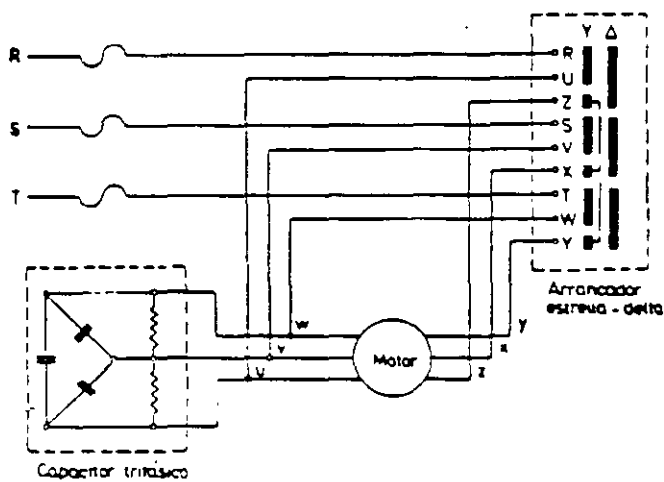 Y Δ
R
R
U
Z
S
S
V
X
T
T
W
Y
Arrancador
estrella - delta
w
y
v
x
u
z
Motor
Capacitor trifásico